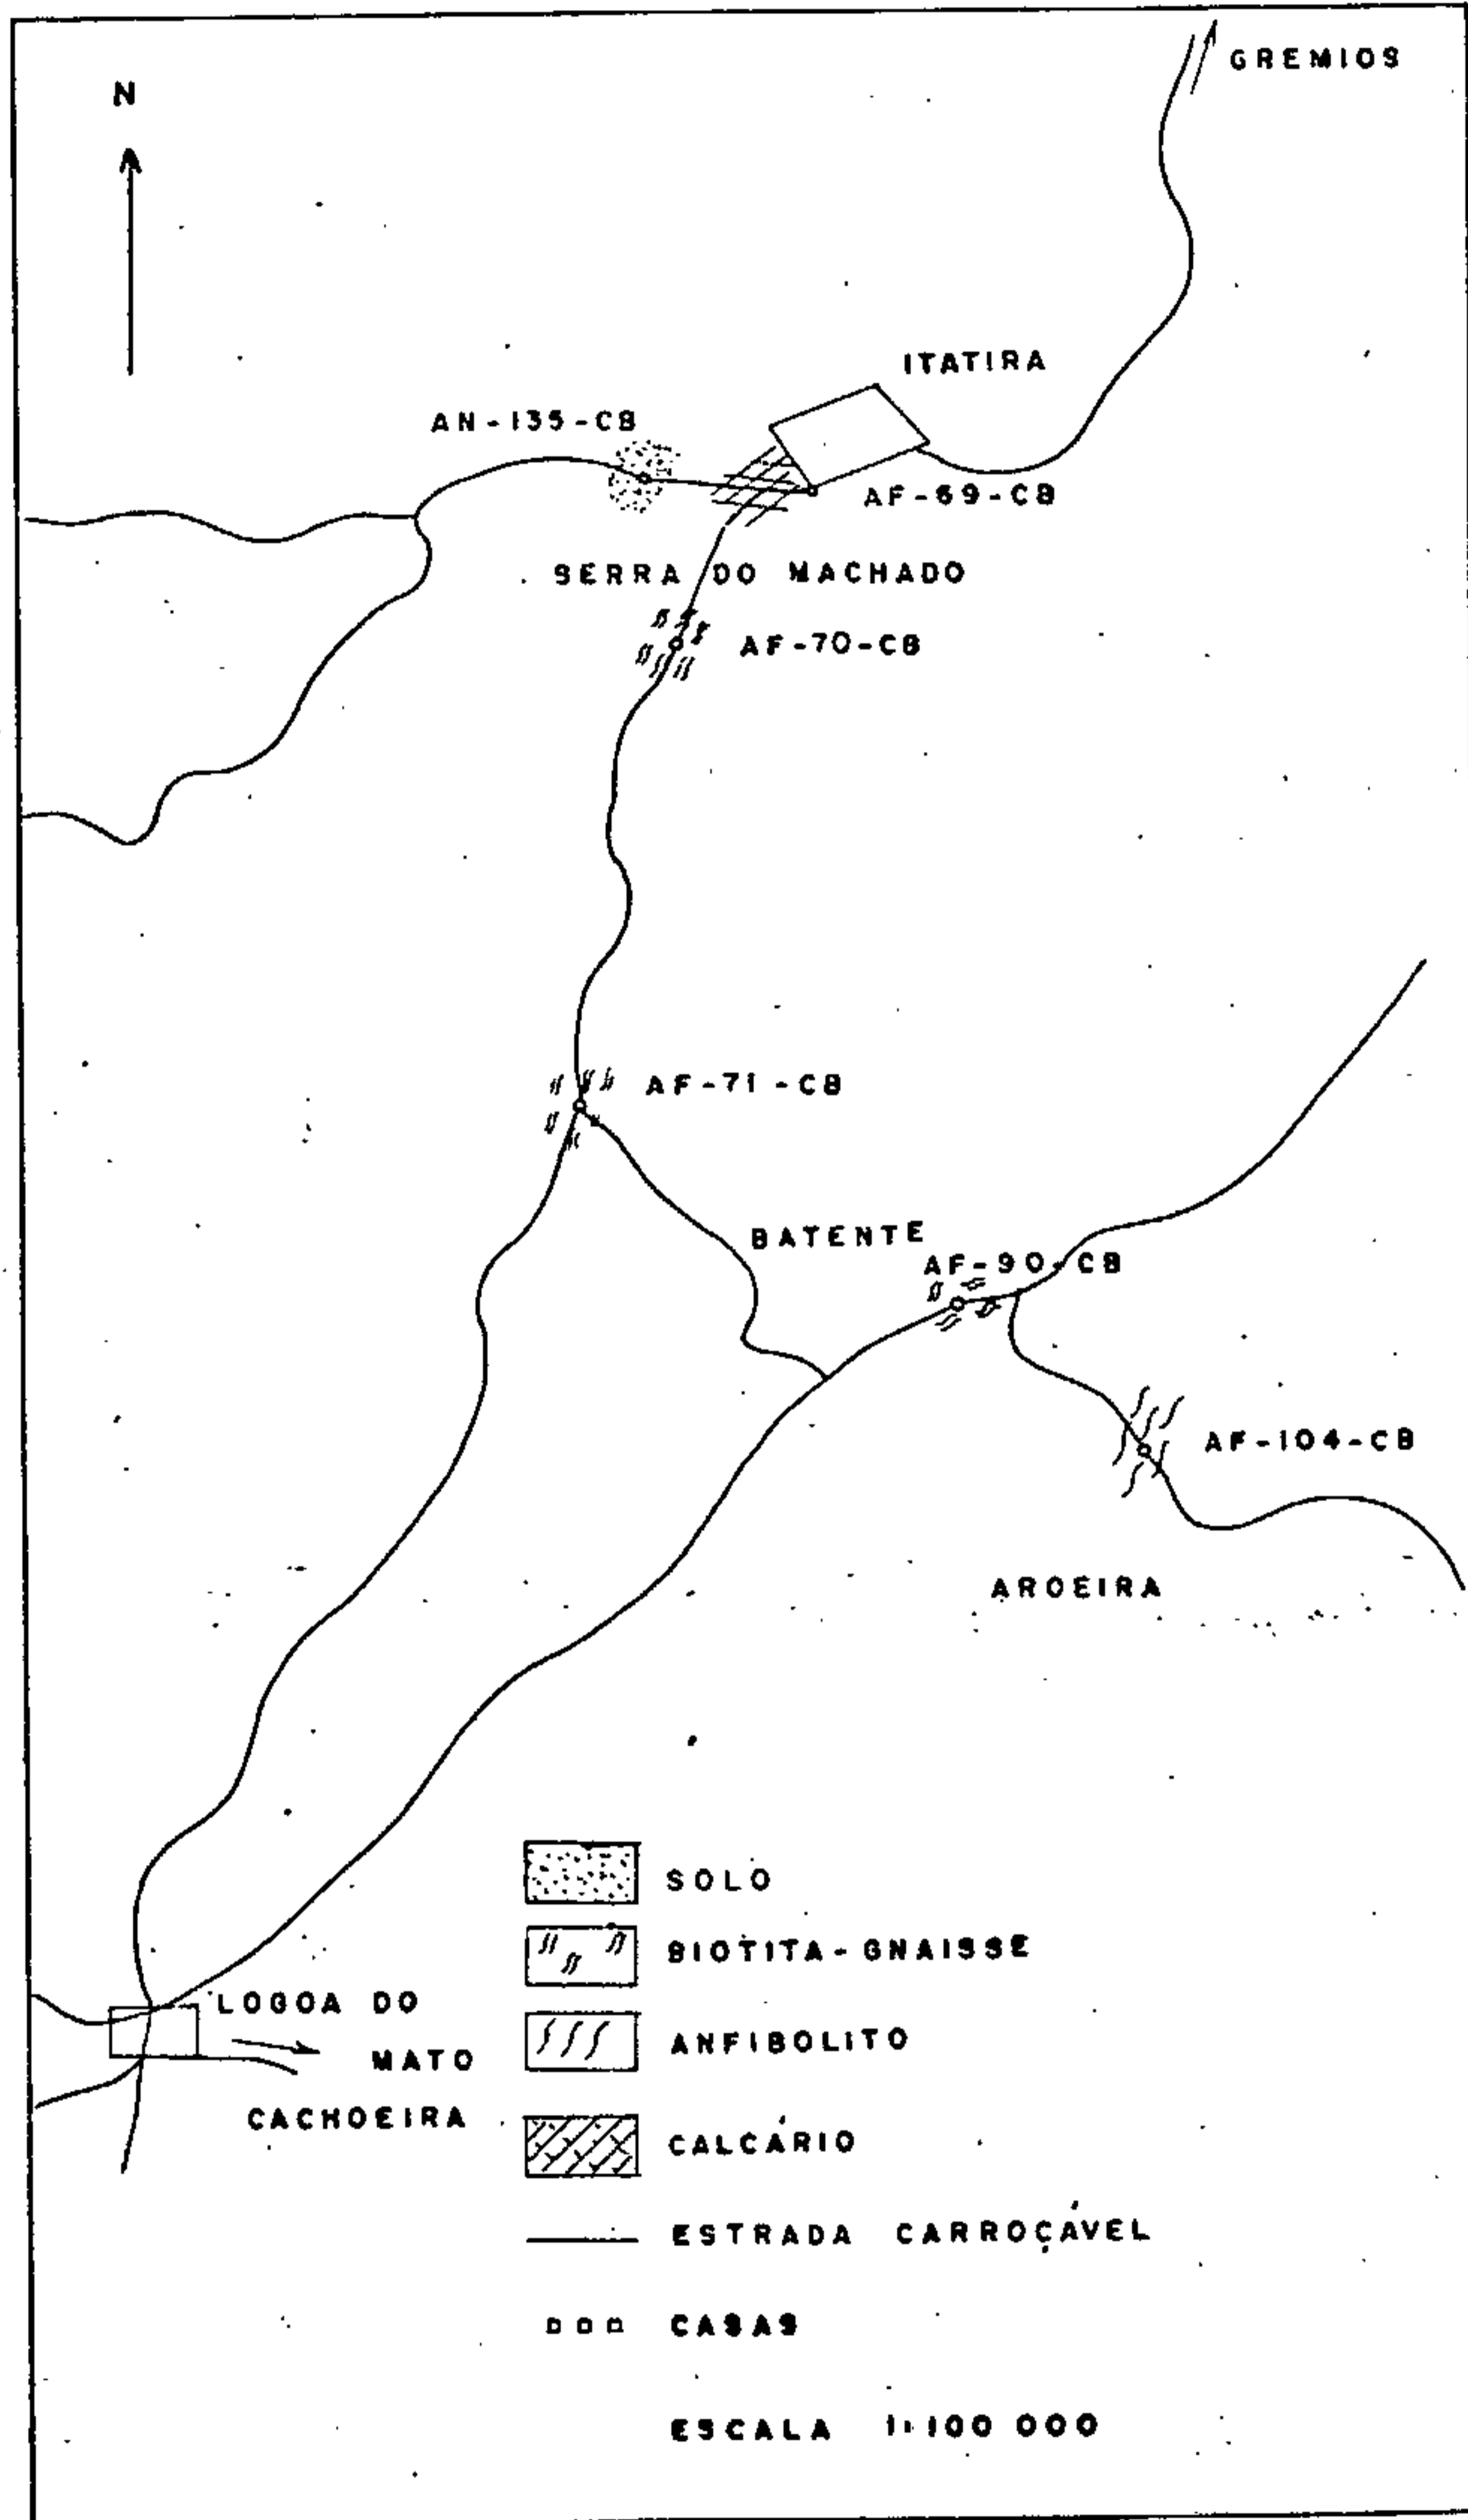 GREMIOS
N
ITATIRA
AN-135-CB
AF-69-CB
SERRA DO MACHADO
AF-70-CB
AF-71-CB
BATENTE
AF-90-CB
AF-104-CB
AROEIRA
SOLO
BIOTITA-GNAISSE
LOGOA DO
ANFIBOLITO
MATO
CACHOEIRA
CALCÁRIO
ESTRADA CARROÇÁVEL
CASAS
ESCALA 1:100 000